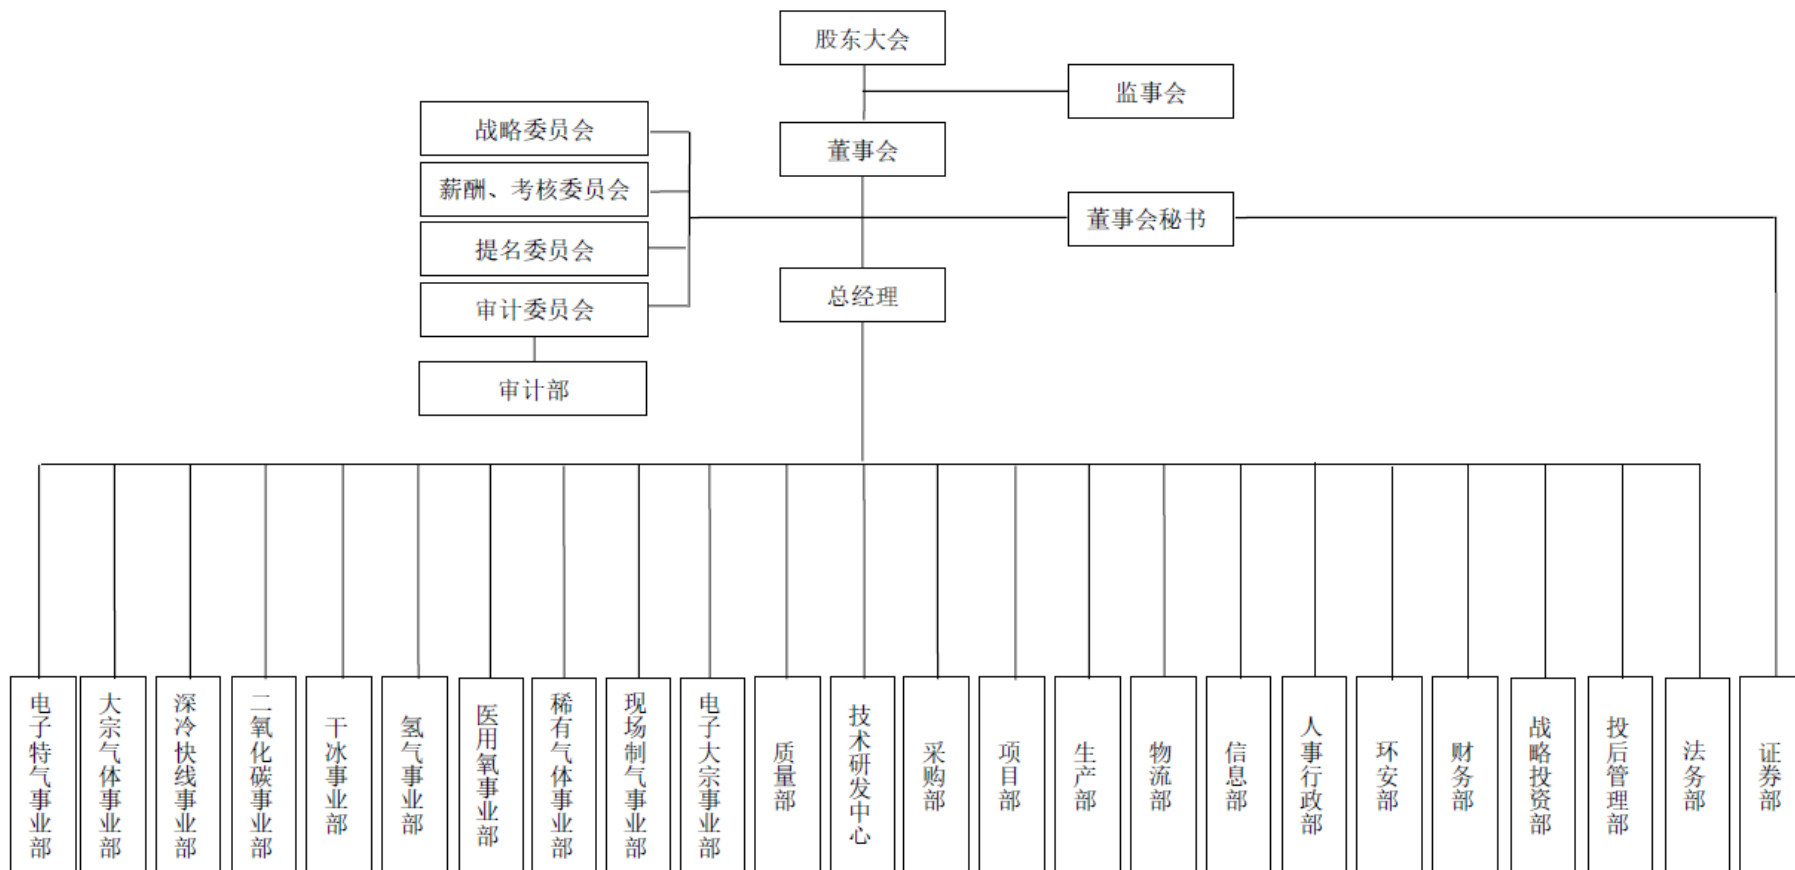 股东大会
监事会
战略委员会
董事会
薪酬、考核委员会
董事会秘书
提名委员会
总经理
审计委员会
审计部
电子特气事业部
大宗气体事业部
深冷快线事业部
二氧化碳事业部
干冰事业部
氢气事业部
医用氧事业部
稀有气体事业部
现场制气事业部
电子大宗事业部
质量部
技术研发中心
采购部
项目部
生产部
物流部
信息部
人事行政部
环安部
财务部
战略投资部
投后管理部
法务部
证券部